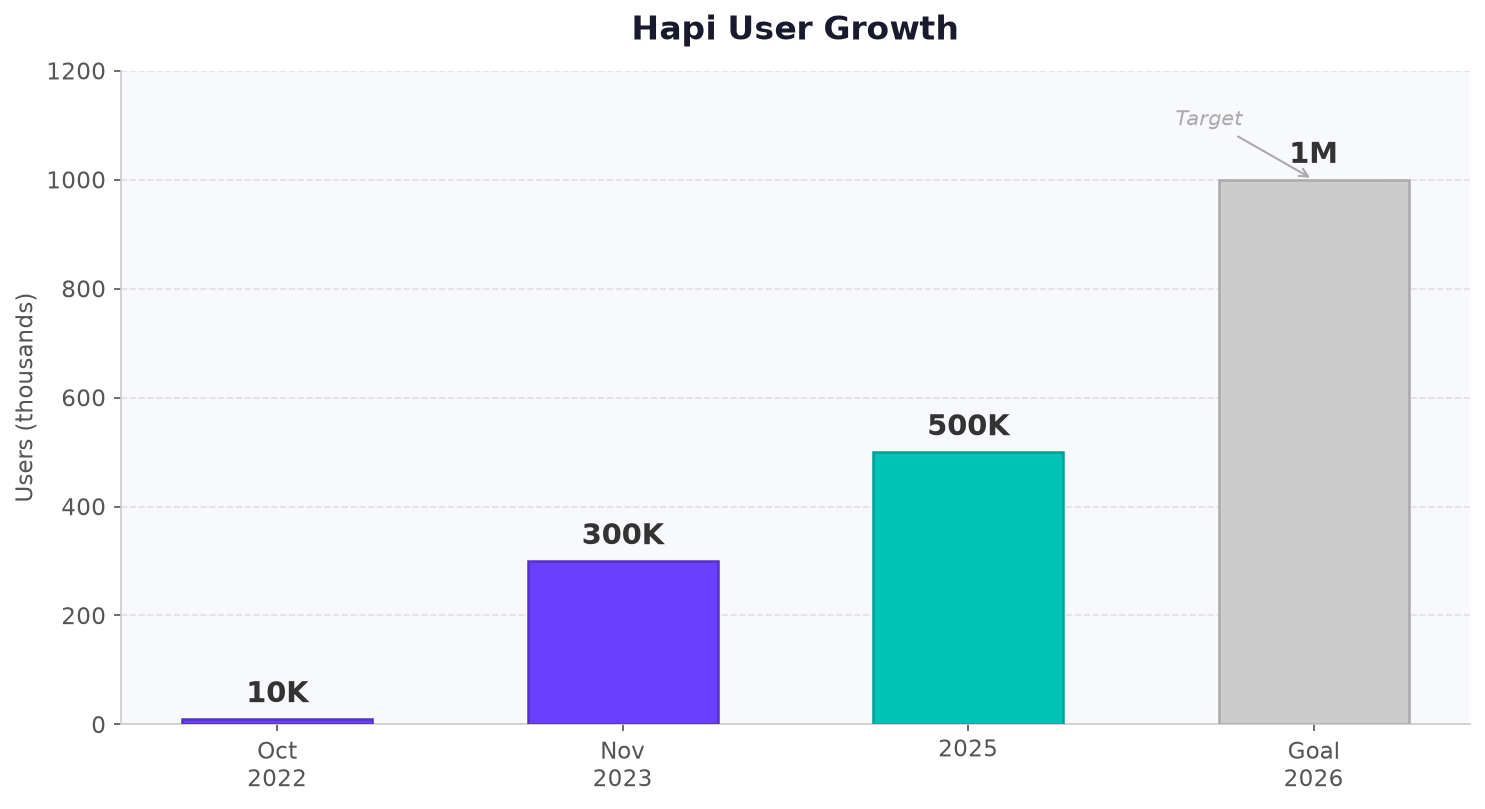 Hapi User Growth
Users (thousands)
1200
1000
800
600
400
200
0
Target
1M
500K
300K
10K
Oct
2022
Nov
2023
2025
Goal
2026